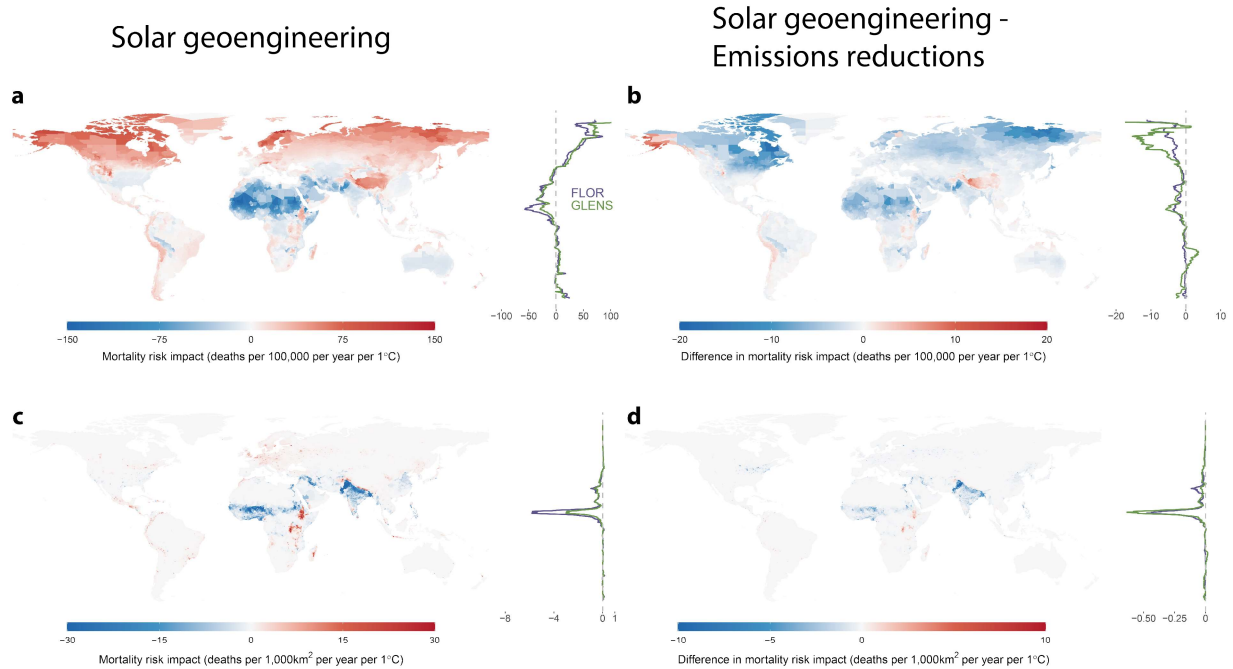 Solar geoengineering
Solar geoengineering -
Emissions reductions
a
FLOR
GLENS
−100 −50 0 50 100
−150 −75 0 75 150
Mortality risk impact (deaths per 100,000 per year per 1°C)
b
−20 −10 0 10
−20 −10 0 10 20
Difference in mortality risk impact (deaths per 100,000 per year per 1°C)
c
−8 −4 0 1
−30 −15 0 15 30
Mortality risk impact (deaths per 1,000km² per year per 1°C)
d
−0.50 −0.25 0
−10 −5 0 10
Difference in mortality risk impact (deaths per 1,000km² per year per 1°C)